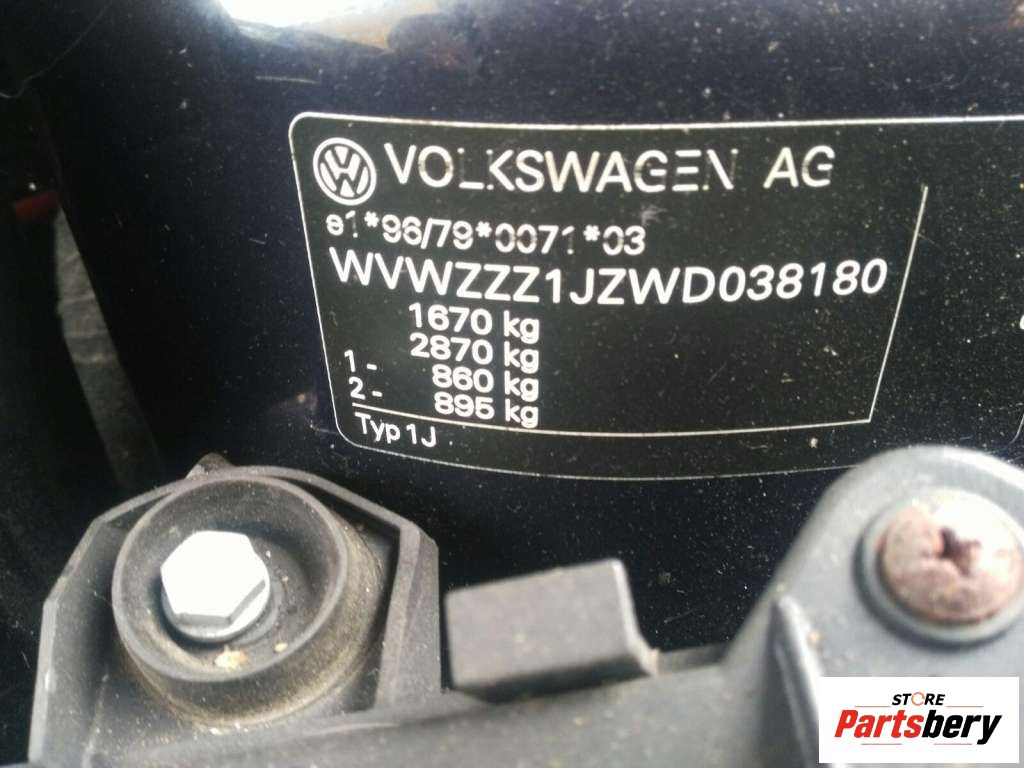 VOLKSWAGEN AG
e1*96/79*0071*03
WVWZZZ1JZWD038180
1670 kg
2870 kg
1 - 860 kg
2 - 895 kg
Typ 1J
STORE
Partsbery